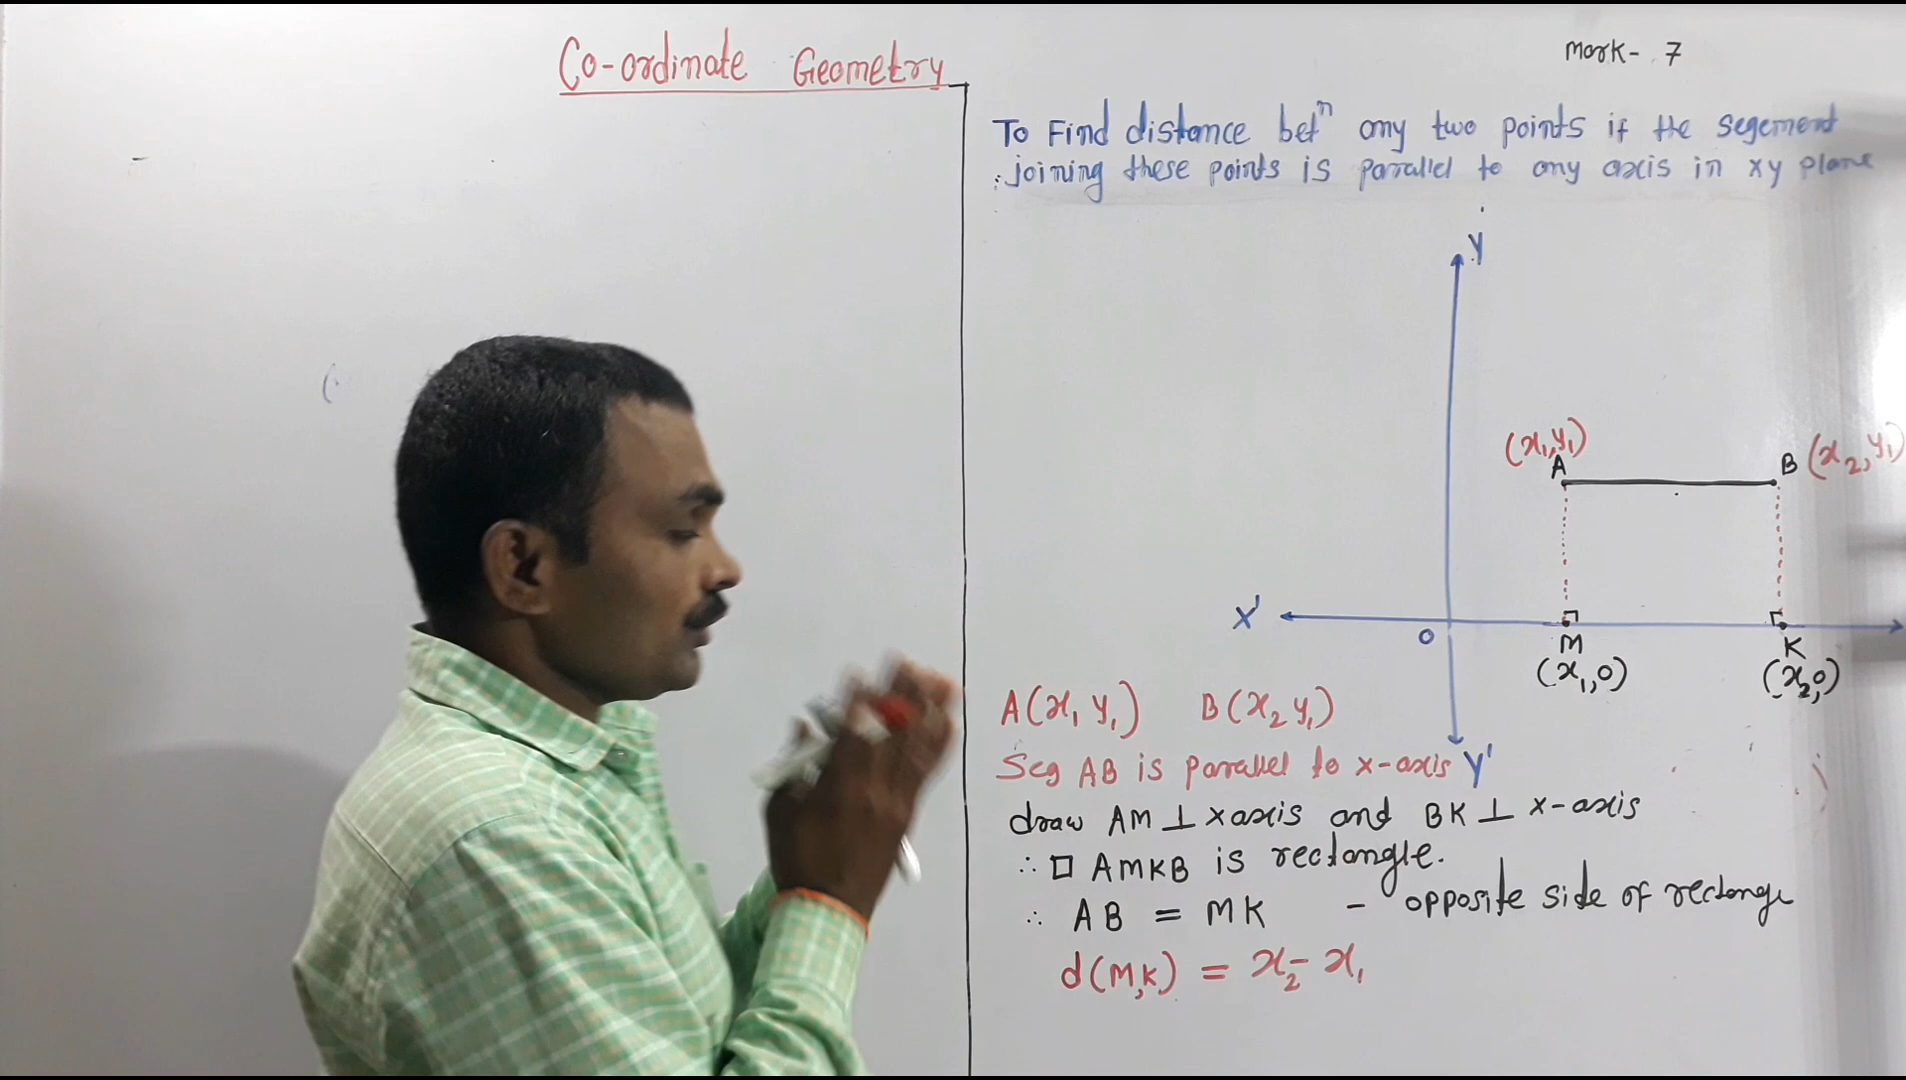 Co-ordinate Geometry
Mark- 7
To Find distance betⁿ any two points if the segement
joining these points is parallel to any axis in xy plane
Y
(x₁,y₁)
A
B (x₂,y₁)
X'
O
M
K
(x₁,0)
(x₂,0)
A(x₁ y₁) B(x₂ y₁)
Seg AB is parallel to x-axis
Y'
draw AM ⊥ x axis and BK ⊥ x-axis
∴ □ AMKB is rectangle.
∴ AB = MK - opposite side of rectange
d(M,K) = x₂ - x₁